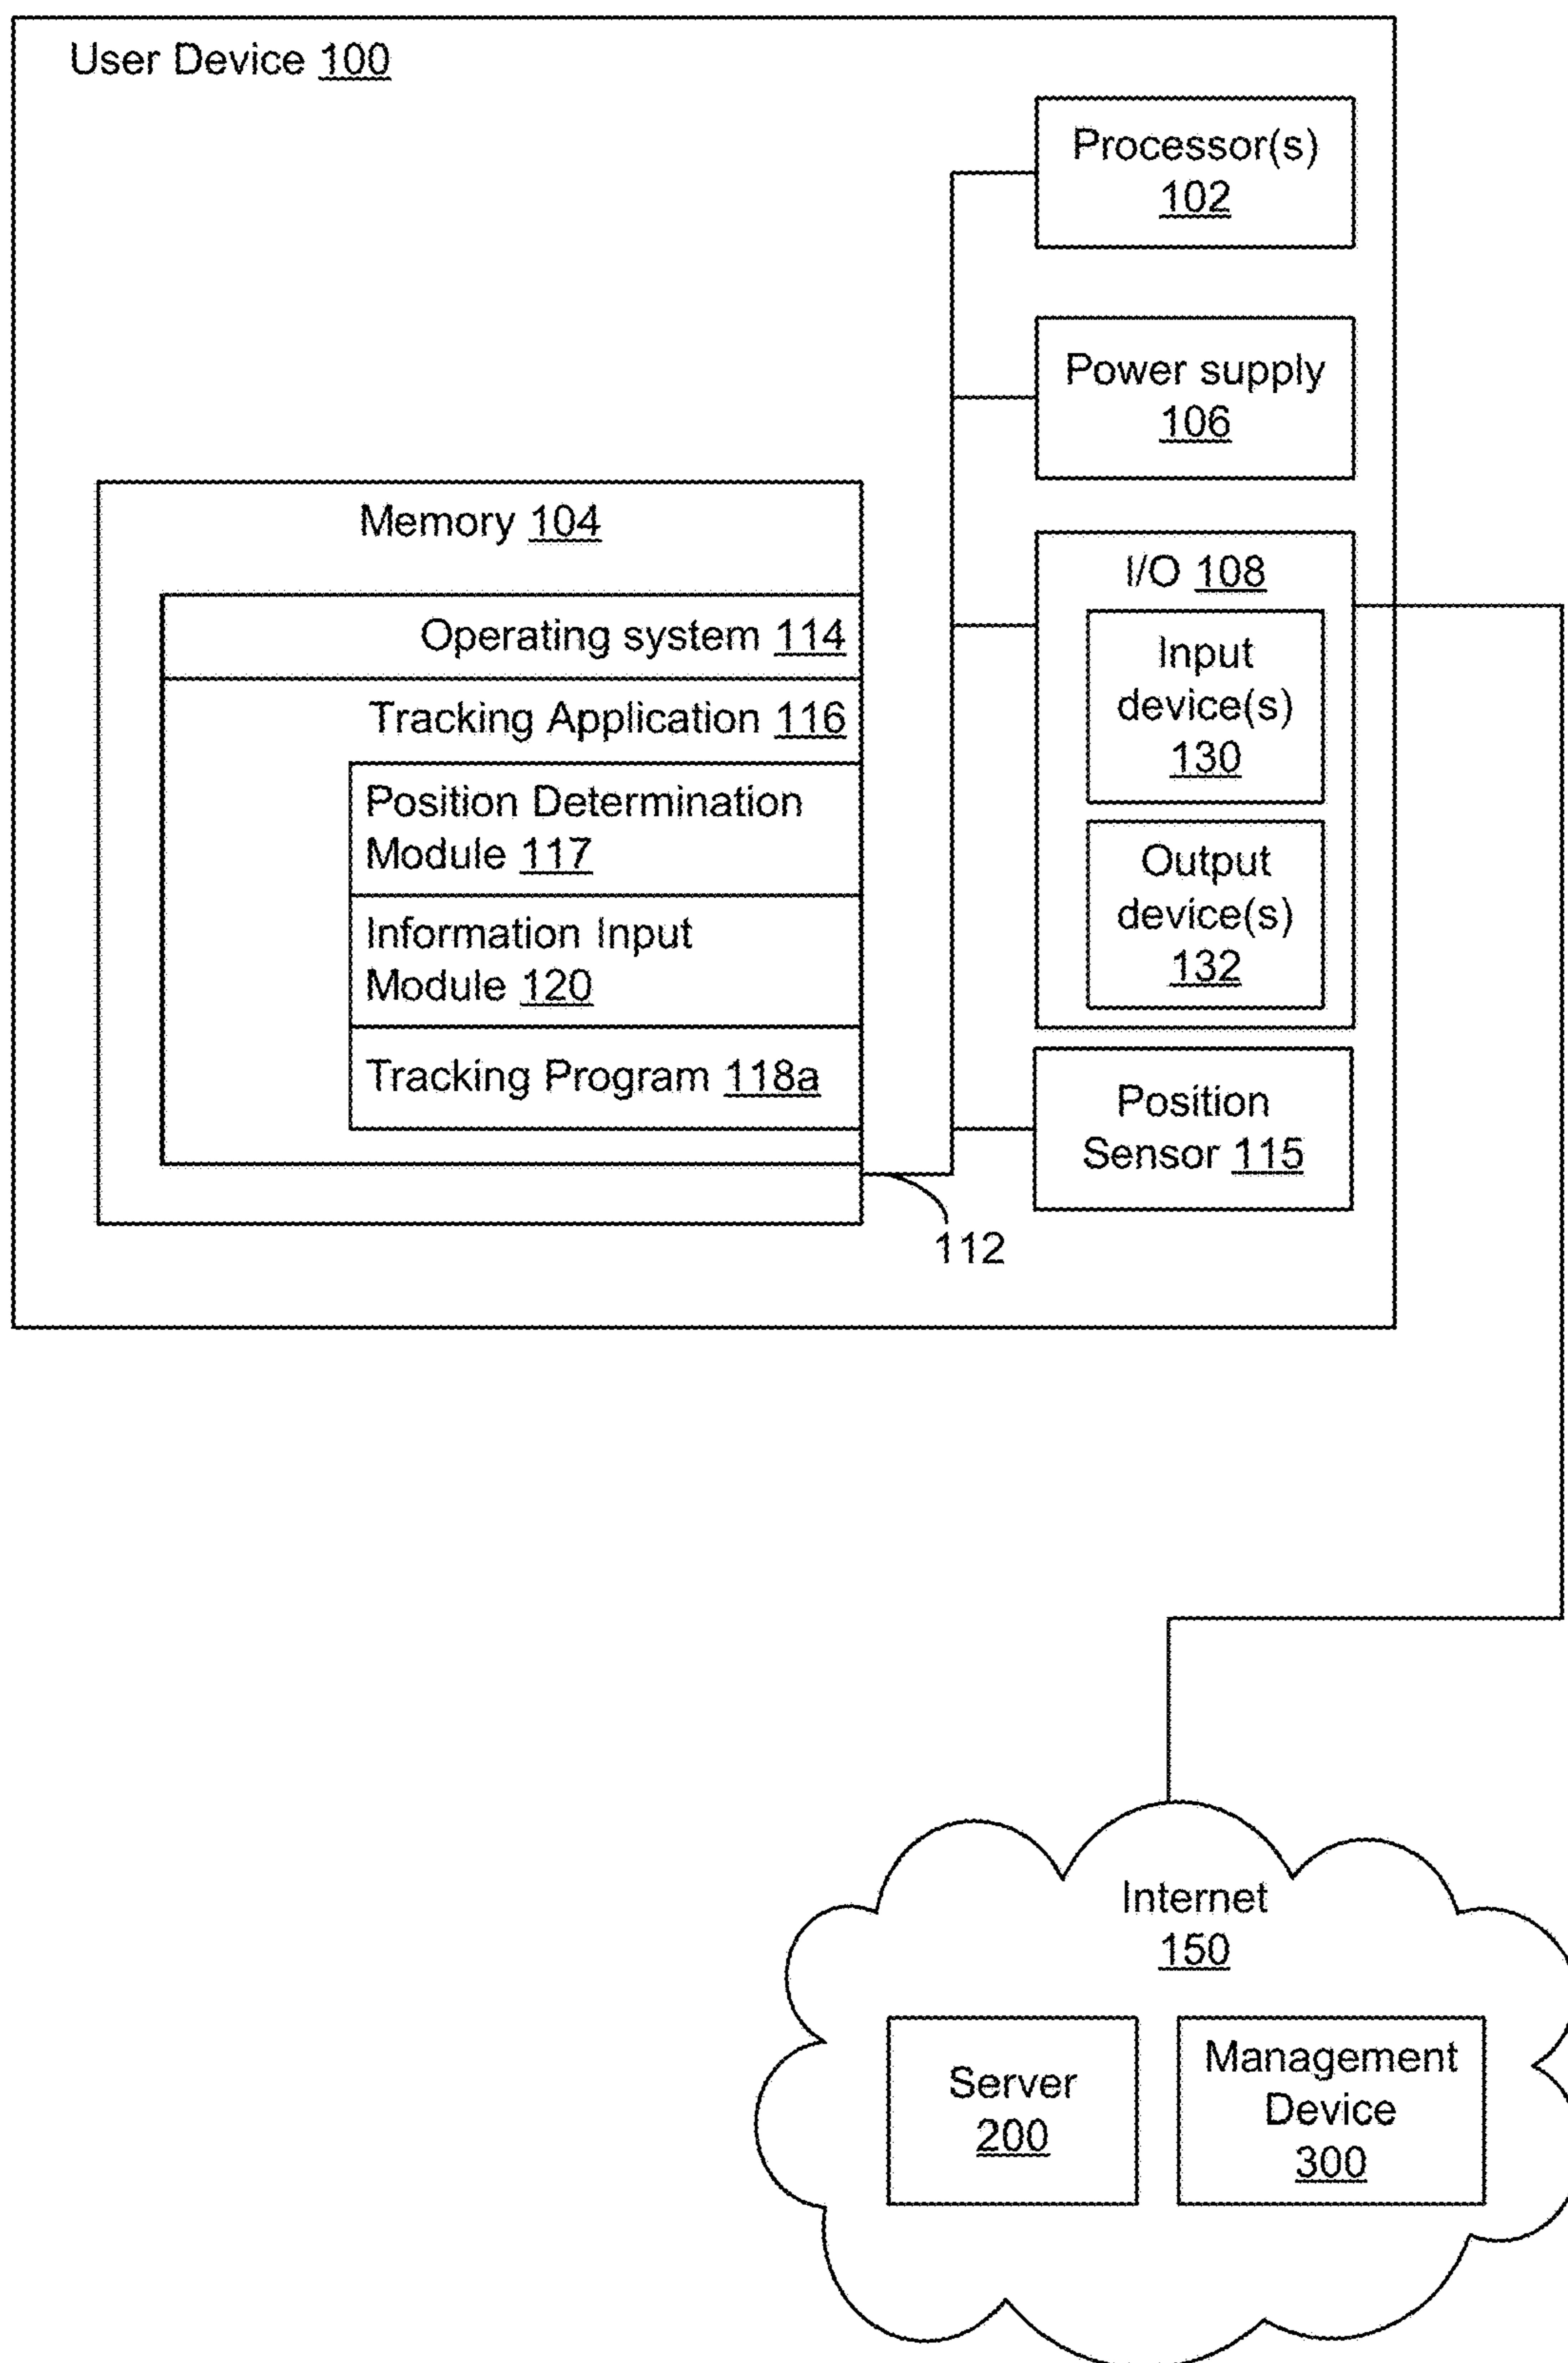 User Device 100
Processor(s)
102
Power supply
106
Memory 104
Operating system 114
Tracking Application 116
Position Determination
Module 117
Information Input
Module 120
Tracking Program 118a
I/O 108
Input
device(s)
130
Output
device(s)
132
Position
Sensor 115
112
Internet
150
Server
200
Management
Device
300